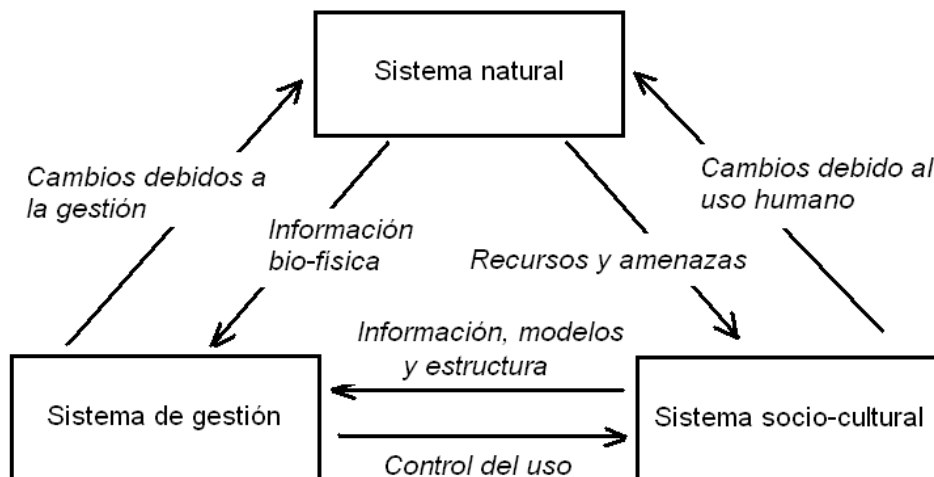 Sistema natural
Cambios debidos a
la gestión
Cambios debido al
uso humano
Información
bio-física
Recursos y amenazas
Información, modelos
y estructura
Sistema de gestión
Sistema socio-cultural
Control del uso